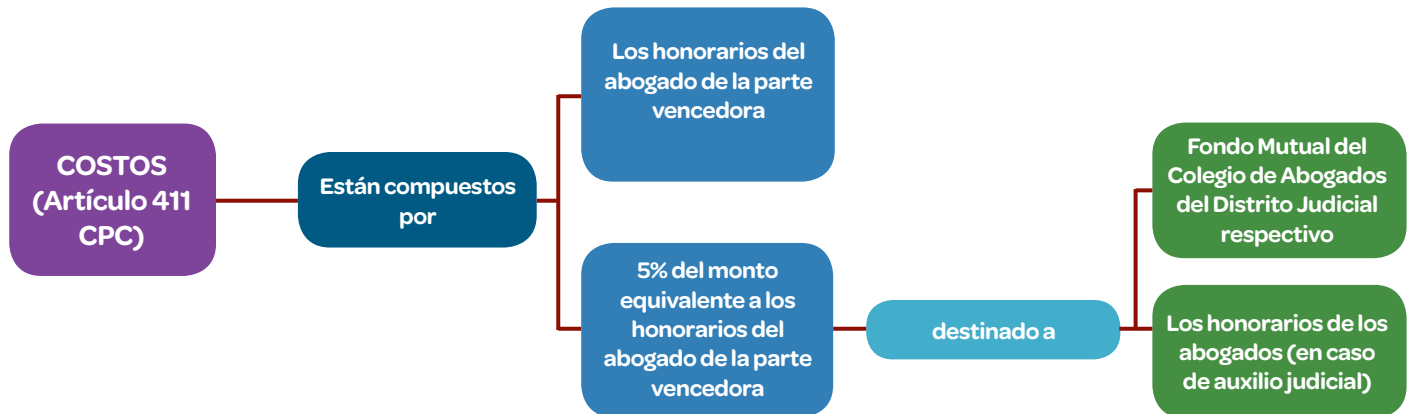 COSTOS
(Artículo 411
CPC)
Están compuestos
por
Los honorarios del
abogado de la parte
vencedora
5% del monto
equivalente a los
honorarios del
abogado de la parte
vencedora
destinado a
Fondo Mutual del
Colegio de Abogados
del Distrito Judicial
respectivo
Los honorarios de los
abogados (en caso
de auxilio judicial)